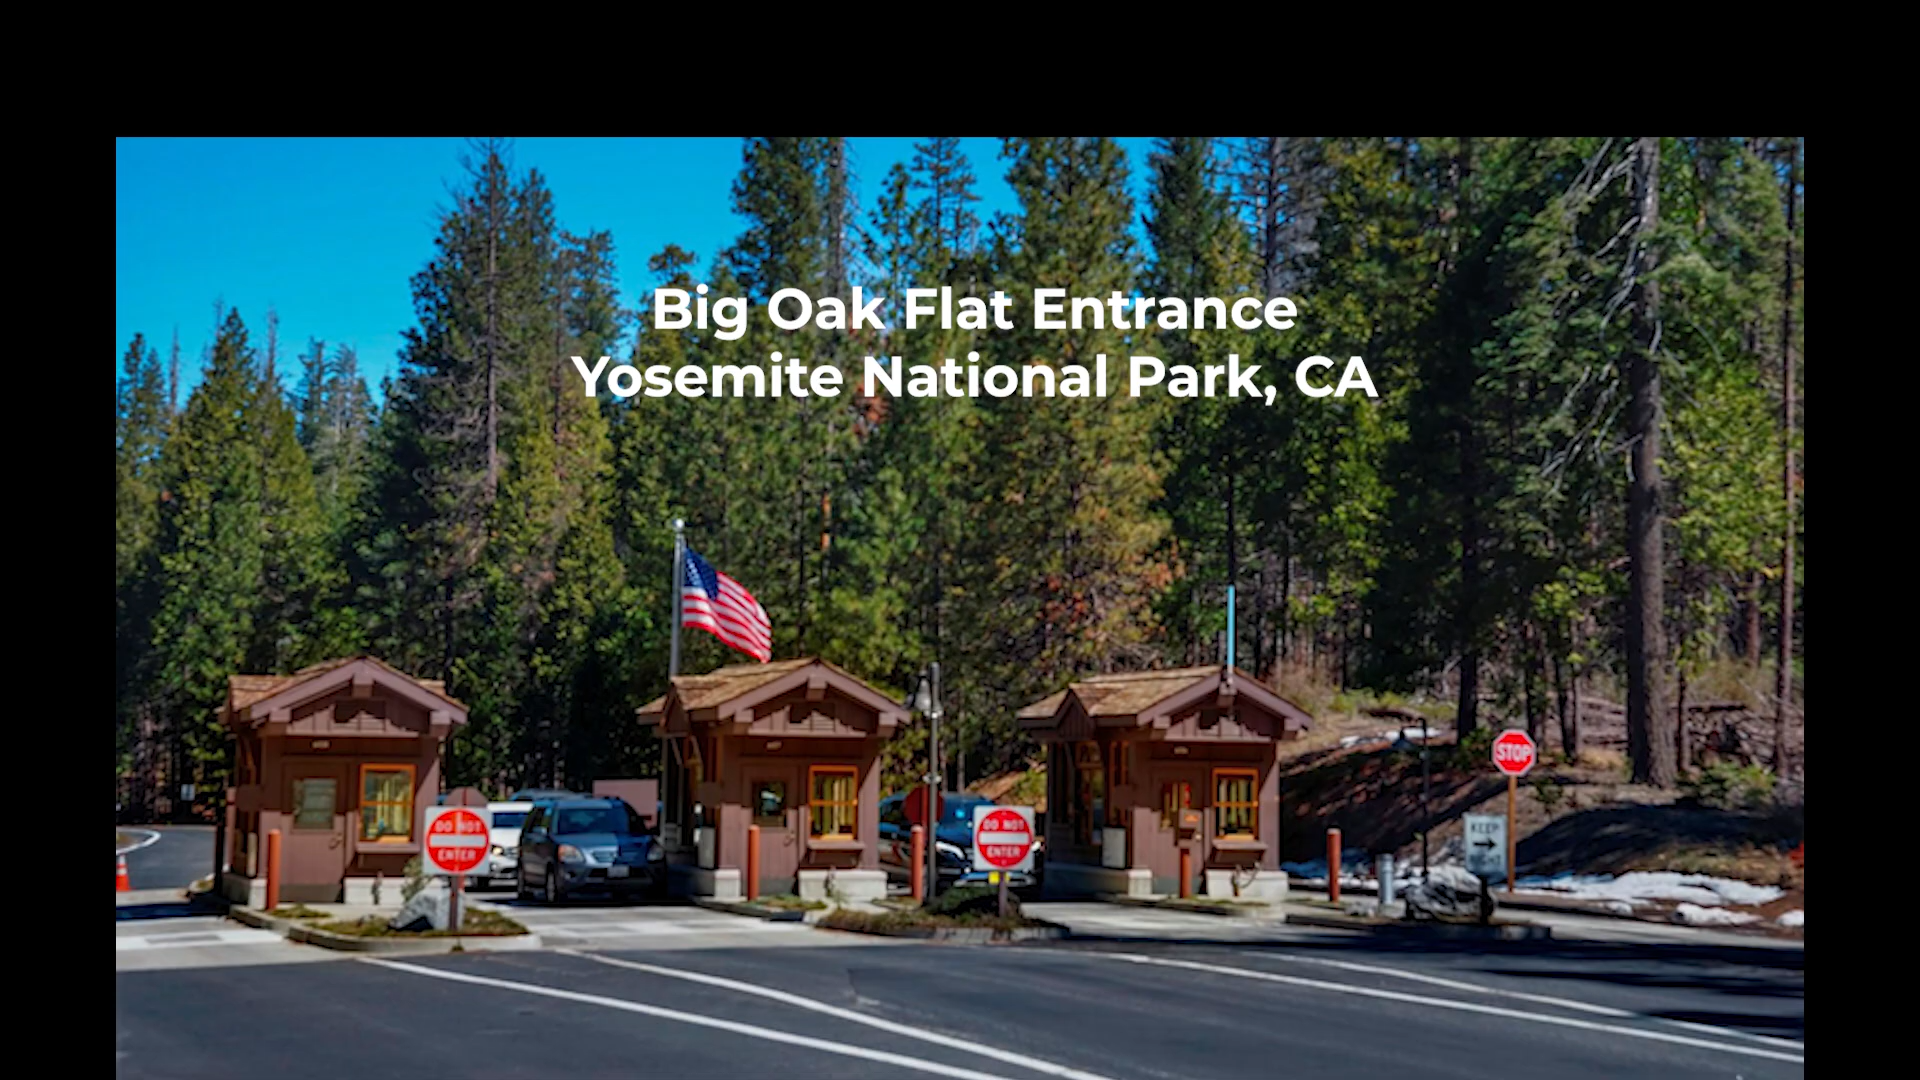 Big Oak Flat Entrance
Yosemite National Park, CA
STOP
DO NOT
ENTER
DO NOT
ENTER
KEEP
RIGHT